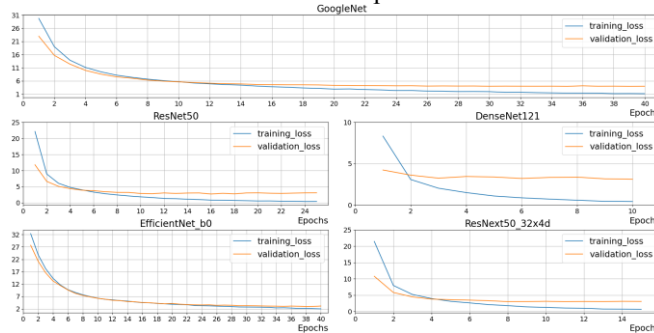 GoogleNet
31
26
21
16
11
6
1
training_loss
validation_loss
0 2 4 6 8 10 12 14 16 18 20 22 24 26 28 30 32 34 36 38 40
Epochs
ResNet50
25
20
15
10
5
0
training_loss
validation_loss
0 2 4 6 8 10 12 14 16 18 20 22 24
Epochs
DenseNet121
10
5
0
training_loss
validation_loss
0 2 4 6 8 10
Epochs
EfficientNet_b0
32
27
22
17
12
7
2
training_loss
validation_loss
0 2 4 6 8 10 12 14 16 18 20 22 24 26 28 30 32 34 36 38 40
Epochs
ResNext50_32x4d
25
20
15
10
5
0
training_loss
validation_loss
0 2 4 6 8 10 12 14
Epochs